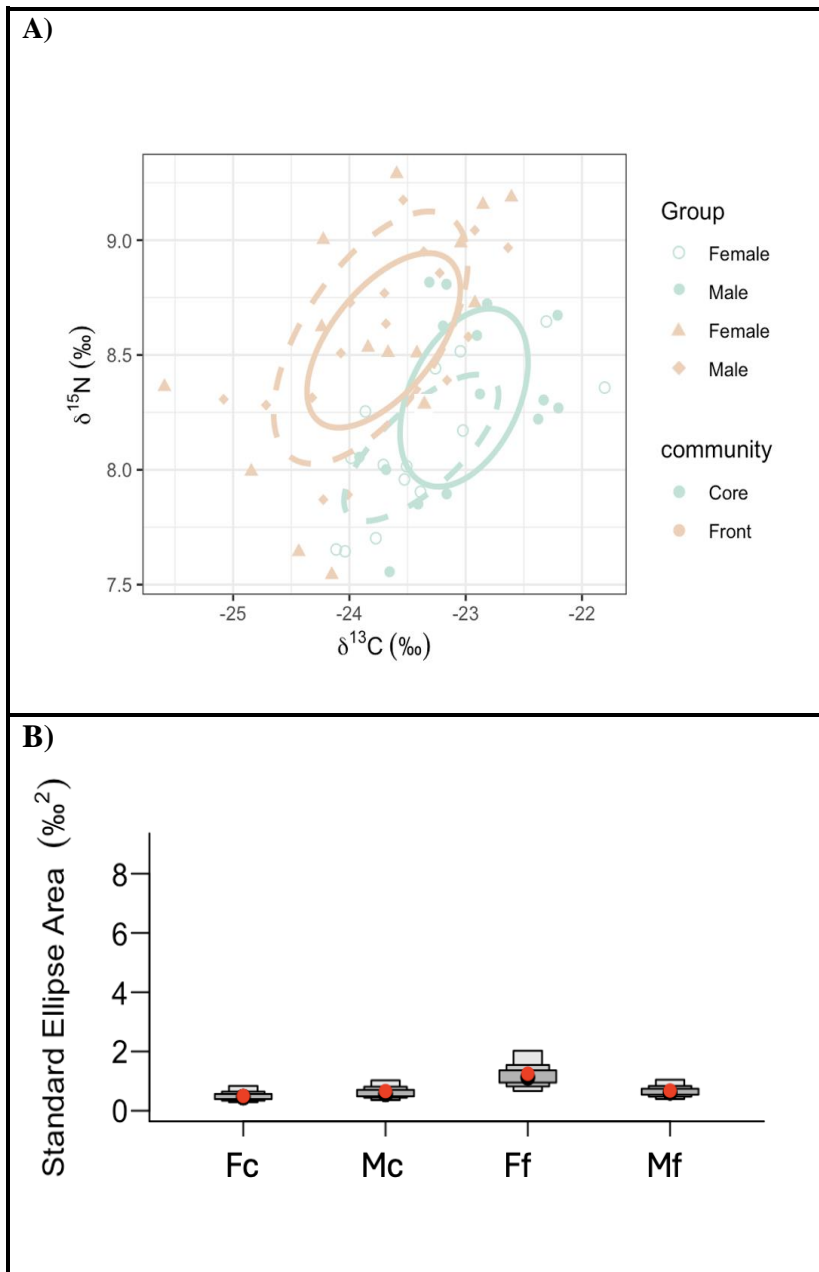 A)
Group
Female
Male
Female
Male
community
Core
Front
9.0
8.5
8.0
7.5
δ15N (‰)
-25 -24 -23 -22
δ13C (‰)
B)
Standard Ellipse Area (‰2)
8
6
4
2
0
Fc Mc Ff Mf